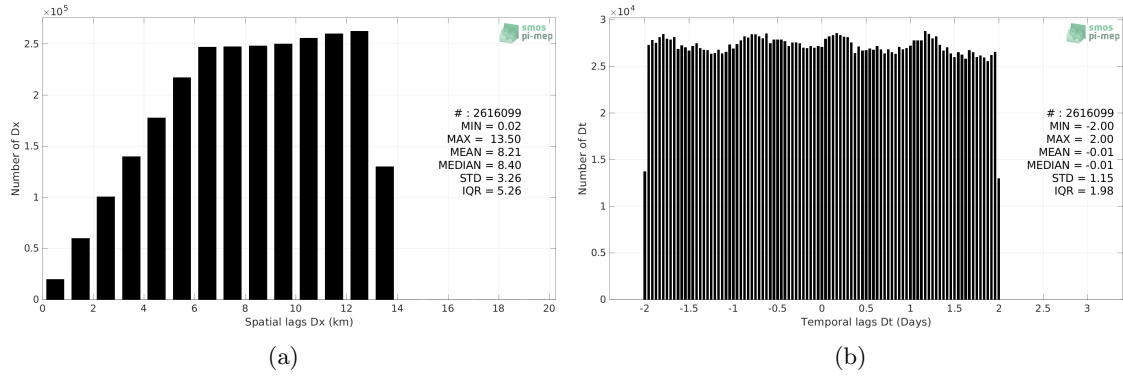 ×10⁵
2.5
2
1.5
1
0.5
0
Number of Dx
0 2 4 6 8 10 12 14 16 18 20
Spatial lags Dx (km)
smos
pi-mep
# : 2616099
MIN = 0.02
MAX = 13.50
MEAN = 8.21
MEDIAN = 8.40
STD = 3.26
IQR = 5.26
(a)
×10⁴
3
2.5
2
1.5
1
0.5
0
Number of Dt
-2 -1.5 -1 -0.5 0 0.5 1 1.5 2 2.5 3
Temporal lags Dt (Days)
smos
pi-mep
# : 2616099
MIN = -2.00
MAX = 2.00
MEAN = -0.01
MEDIAN = -0.01
STD = 1.15
IQR = 1.98
(b)